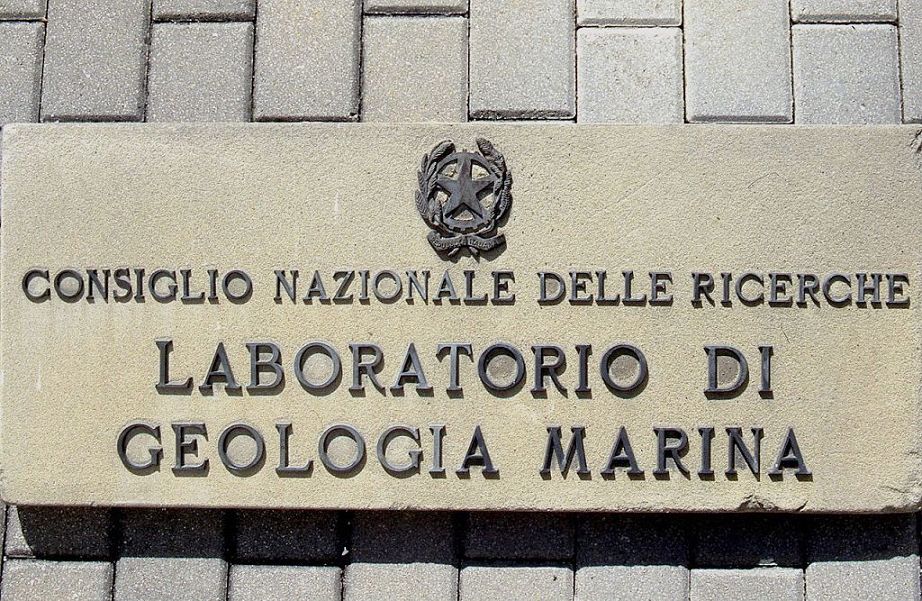 CONSIGLIO NAZIONALE DELLE RICERCHE
LABORATORIO DI
GEOLOGIA MARINA